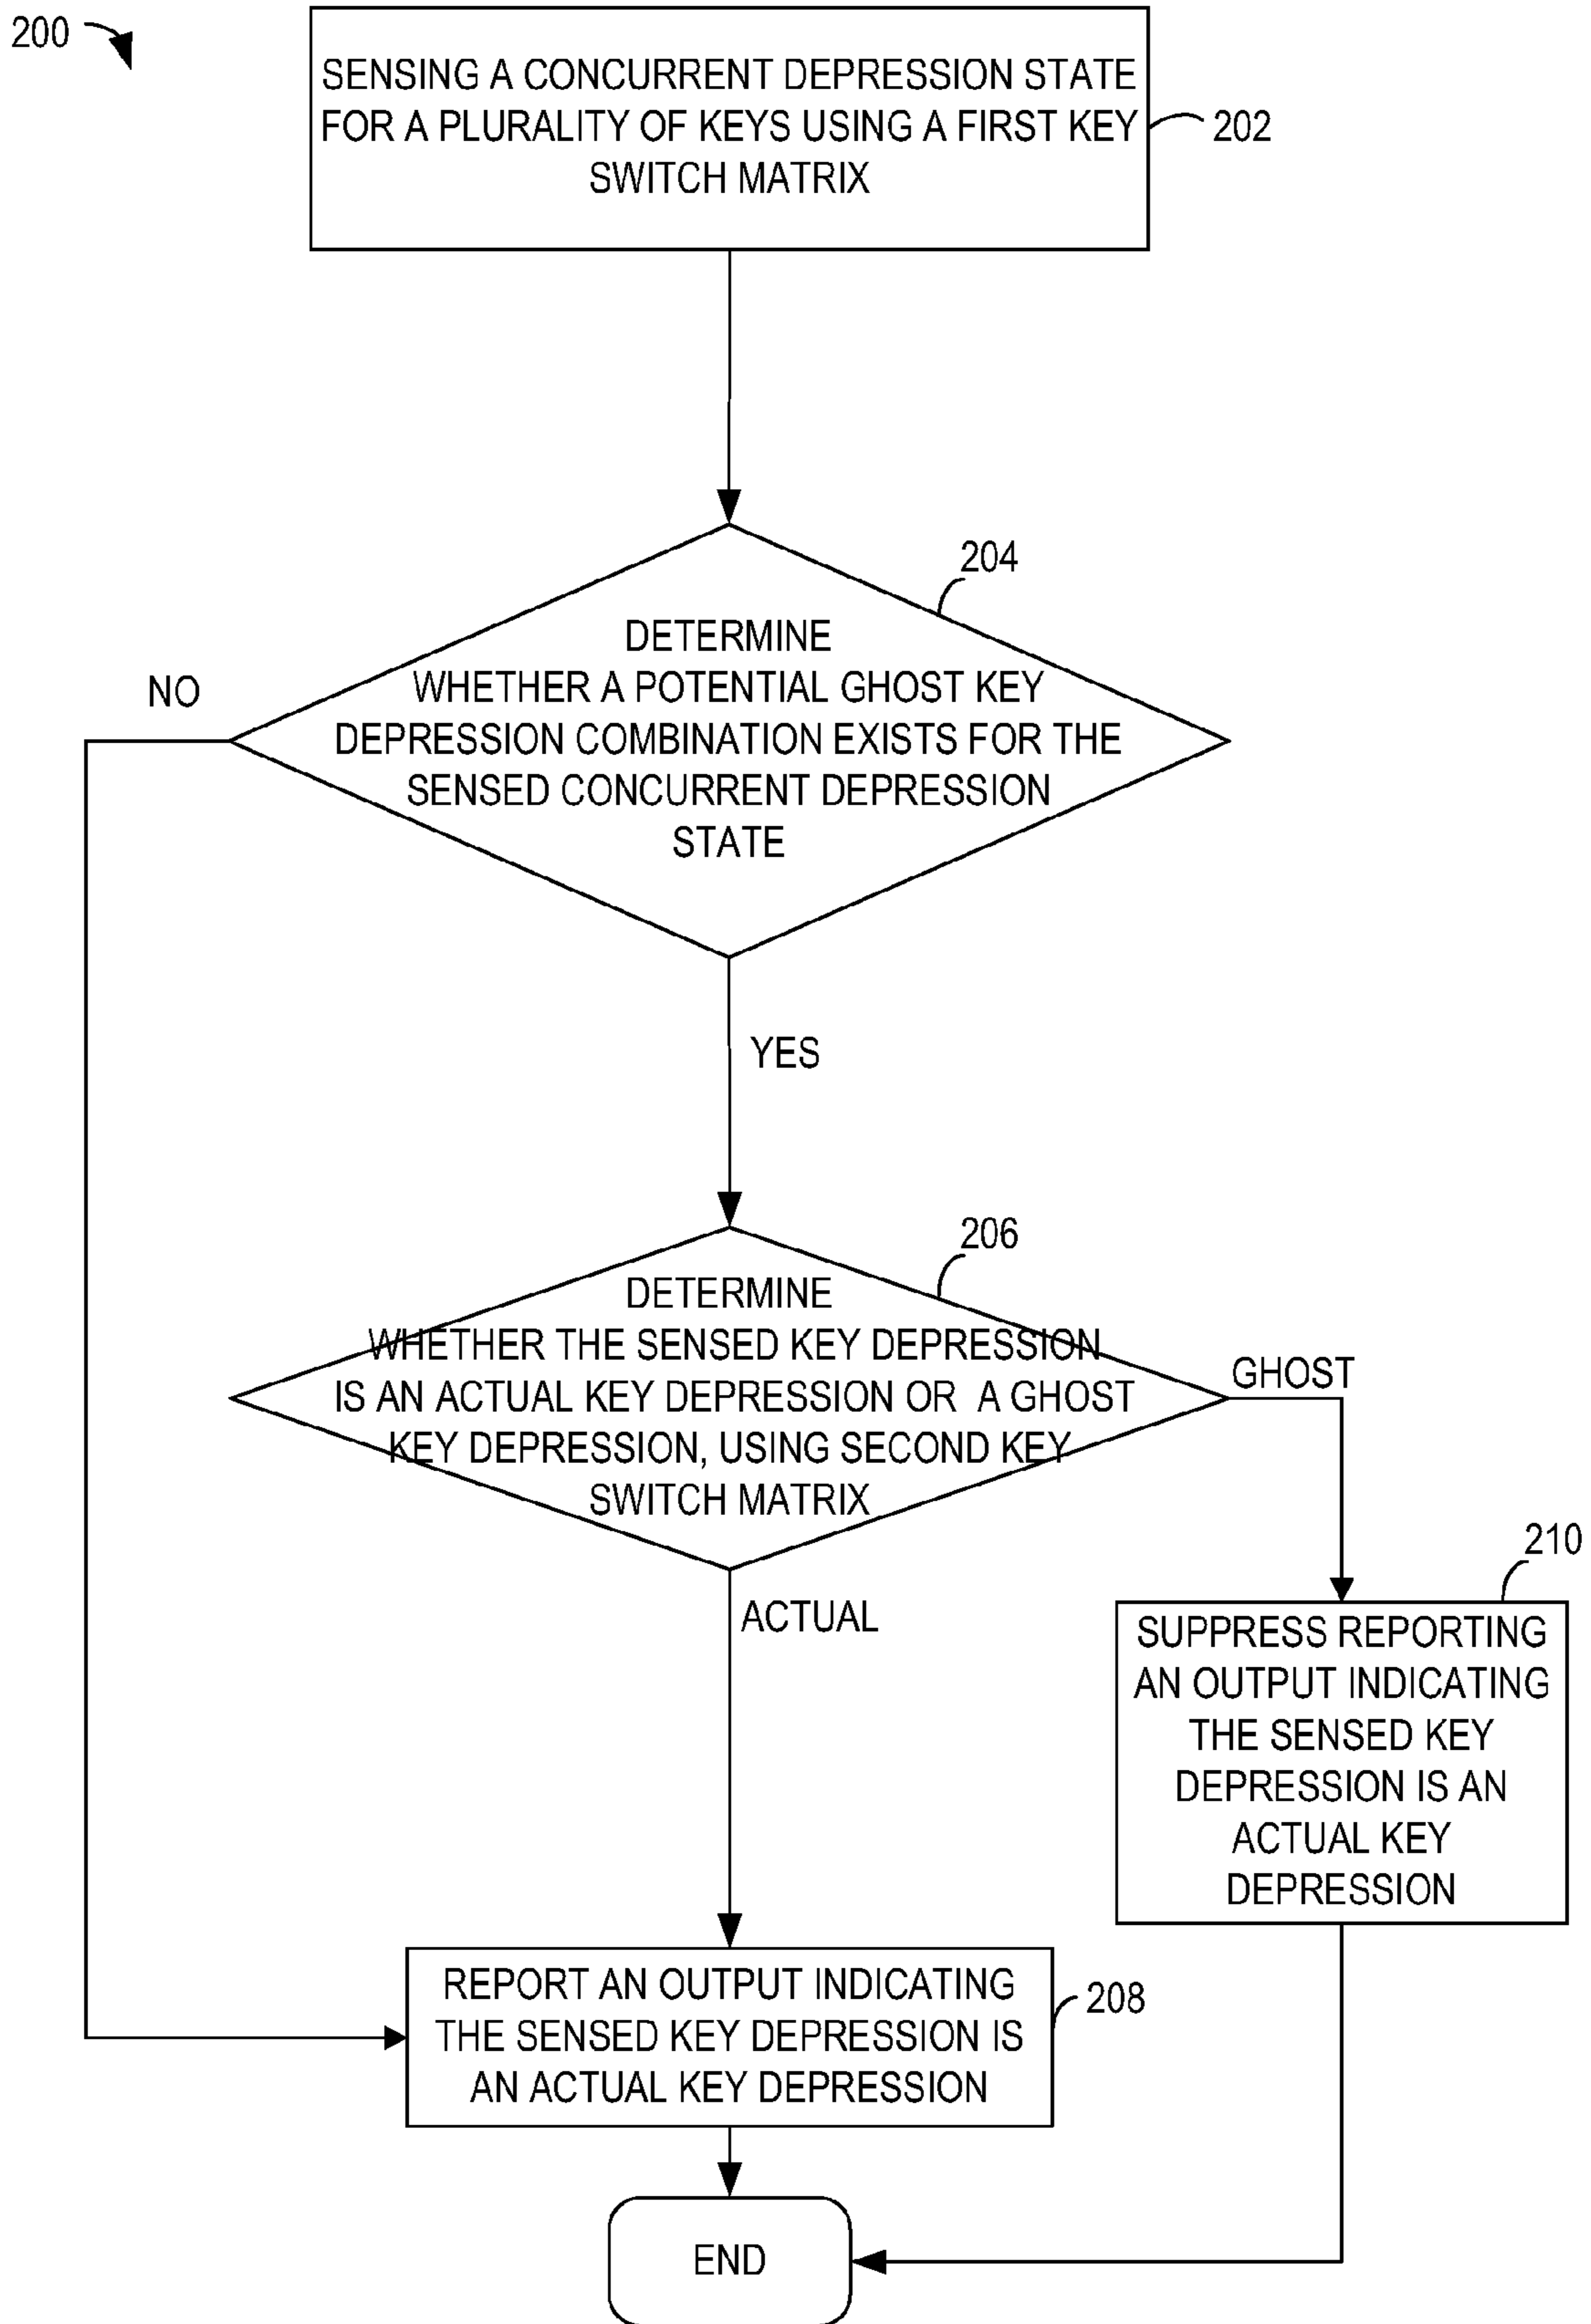 200
SENSING A CONCURRENT DEPRESSION STATE
FOR A PLURALITY OF KEYS USING A FIRST KEY
SWITCH MATRIX
202
204
DETERMINE
WHETHER A POTENTIAL GHOST KEY
DEPRESSION COMBINATION EXISTS FOR THE
SENSED CONCURRENT DEPRESSION
STATE
NO
YES
206
DETERMINE
WHETHER THE SENSED KEY DEPRESSION
IS AN ACTUAL KEY DEPRESSION OR A GHOST
KEY DEPRESSION, USING SECOND KEY
SWITCH MATRIX
GHOST
ACTUAL
210
SUPPRESS REPORTING
AN OUTPUT INDICATING
THE SENSED KEY
DEPRESSION IS AN
ACTUAL KEY
DEPRESSION
REPORT AN OUTPUT INDICATING
THE SENSED KEY DEPRESSION IS
AN ACTUAL KEY DEPRESSION
208
END